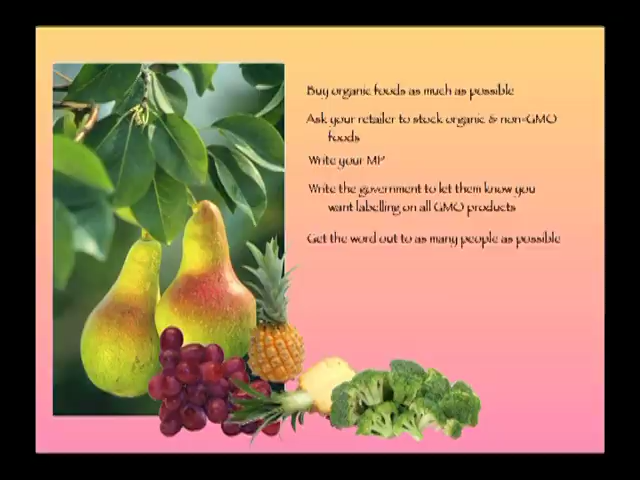 Buy organic foods as much as possible
Ask your retailer to stock organic & non-GMO
foods
Write your MP
Write the government to let them know you
want labelling on all GMO products
Get the word out to as many people as possible